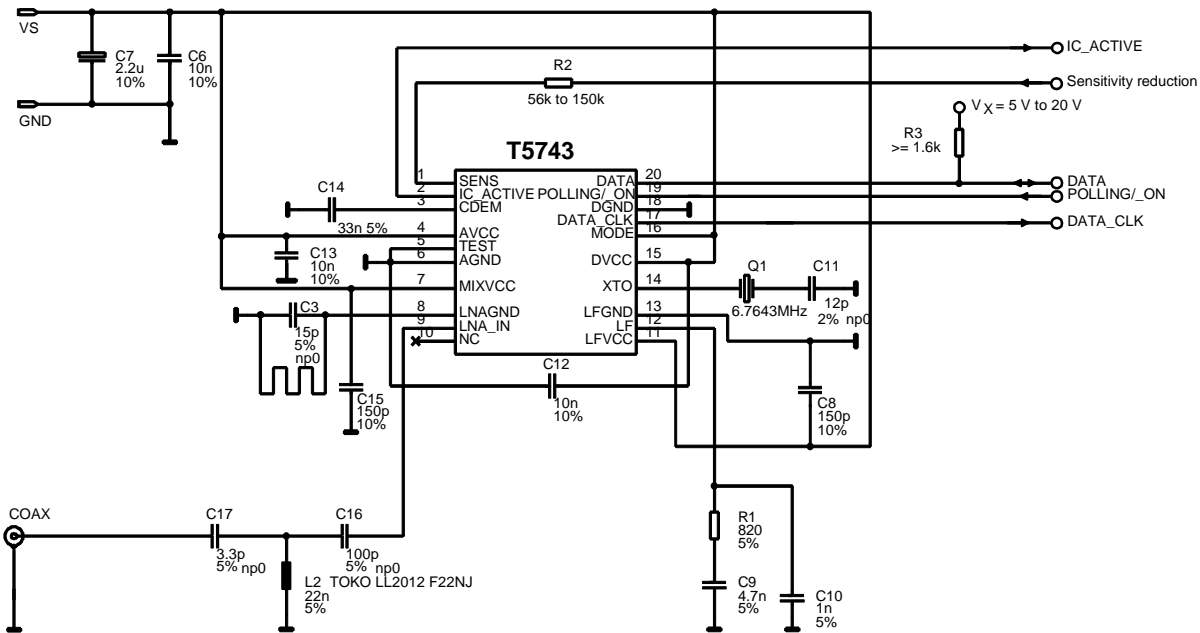 VS
C7
2.2u
10%
C6
10n
10%
GND
IC_ACTIVE
R2
56k to 150k
Sensitivity reduction
V X = 5 V to 20 V
R3
>= 1.6k
T5743
1 SENS DATA 20
2 IC_ACTIVE POLLING/_ON 19
3 CDEM DGND 18
DATA_CLK 17
4 AVCC MODE 16
5 TEST
6 AGND DVCC 15
7 MIXVCC XTO 14
8 LNAGND LFGND 13
9 LNA_IN LF 12
10 NC LFVCC 11
DATA
POLLING/_ON
DATA_CLK
C14
33n 5%
C13
10n
10%
C3
15p
5%
np0
C15
150p
10%
Q1
6.7643MHz
C11
12p
2% np0
C12
10n
10%
C8
150p
10%
COAX
C17
3.3p
5% np0
C16
100p
5% np0
L2 TOKO LL2012 F22NJ
22n
5%
R1
820
5%
C9
4.7n
5%
C10
1n
5%